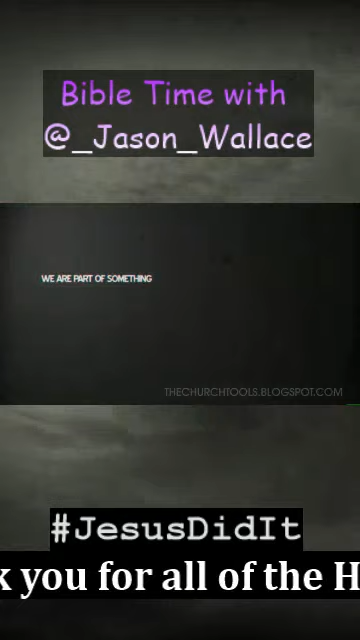 Bible Time with
@_Jason_Wallace
WE ARE PART OF SOMETHING
THECHURCHTOOLS.BLOGSPOT.COM
#JesusDidIt
you for all of the